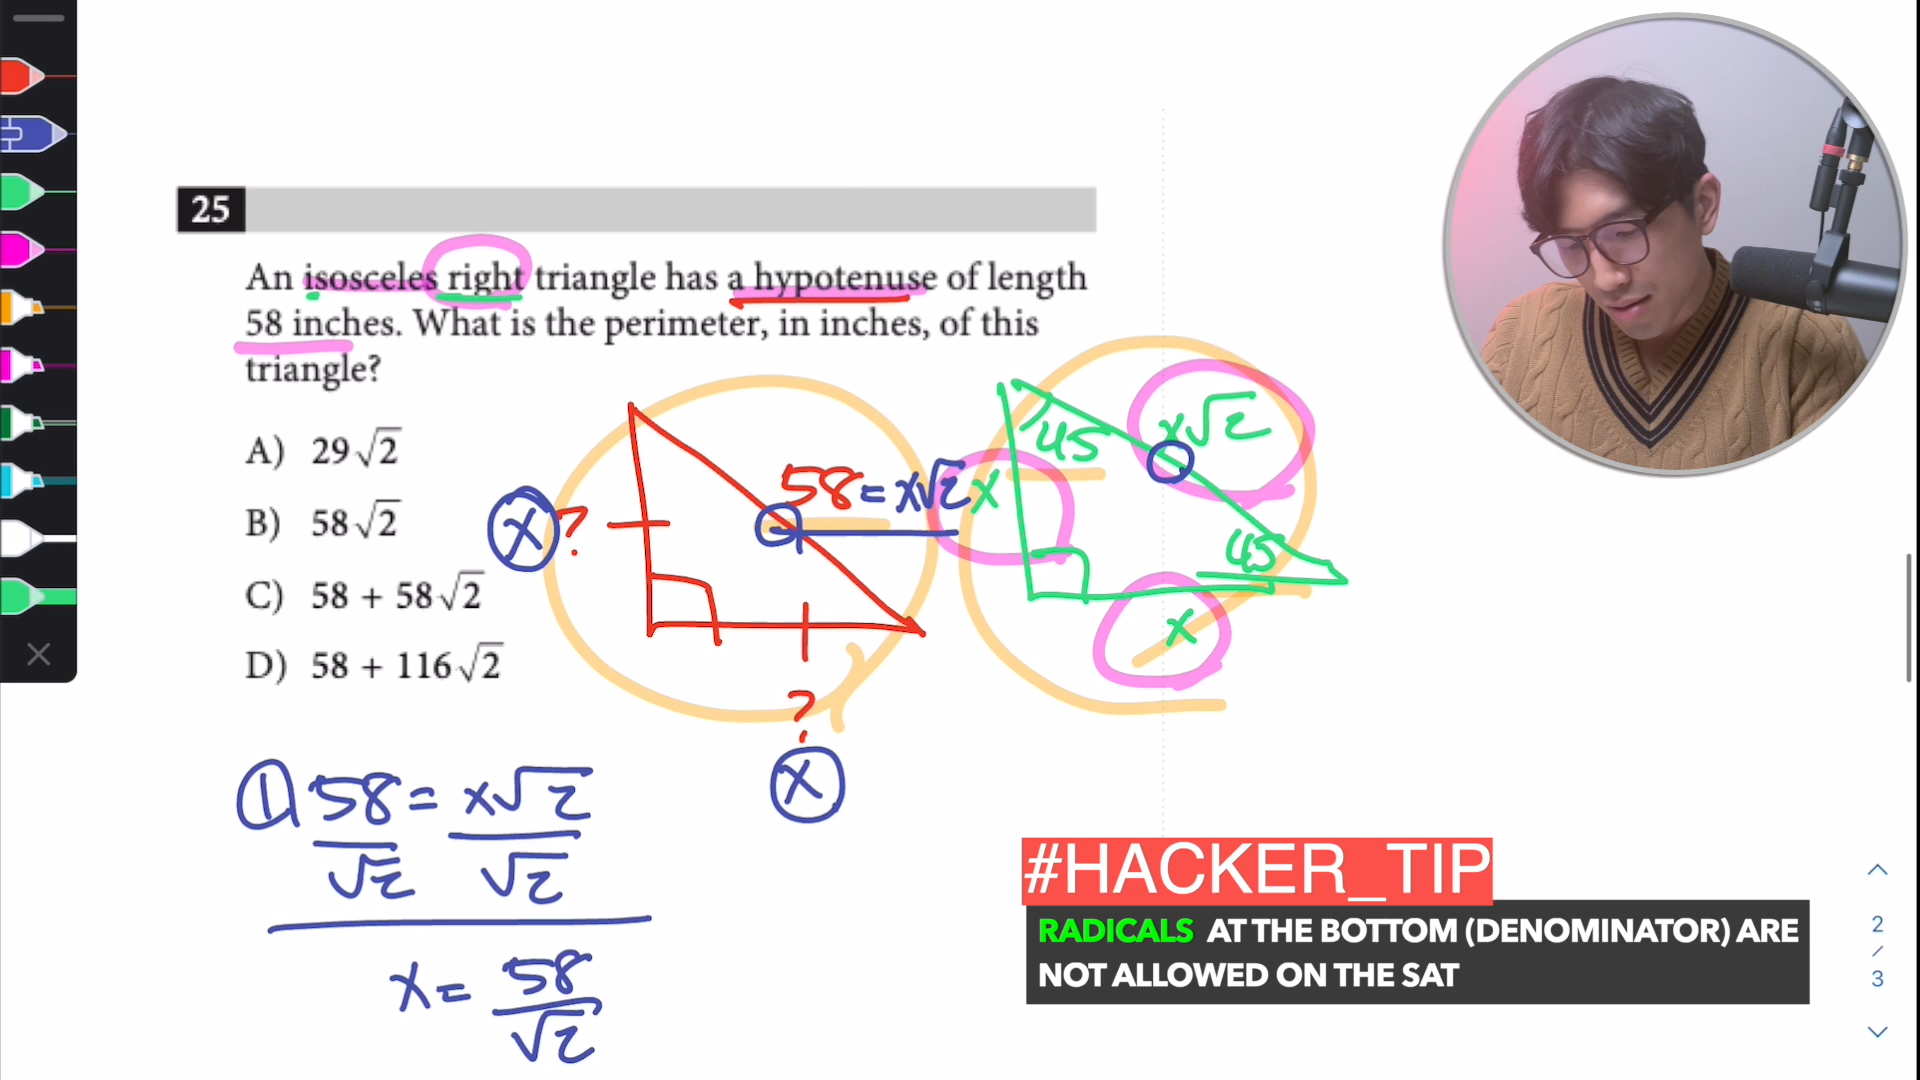 25
An isosceles right triangle has a hypotenuse of length
58 inches. What is the perimeter, in inches, of this
triangle?
A) 29√2
B) 58√2
C) 58 + 58√2
D) 58 + 116√2
X ?
58 = x√2
?
X
45
x√2
x
45
x
① 58 = x√2
√2 √2
x = 58
√2
#HACKER_TIP
RADICALS AT THE BOTTOM (DENOMINATOR) ARE
NOT ALLOWED ON THE SAT
2
/
3